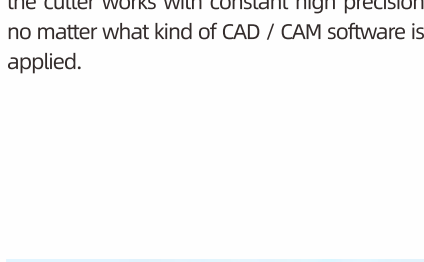 the cutter works with constant high precision
no matter what kind of CAD / CAM software is
applied.